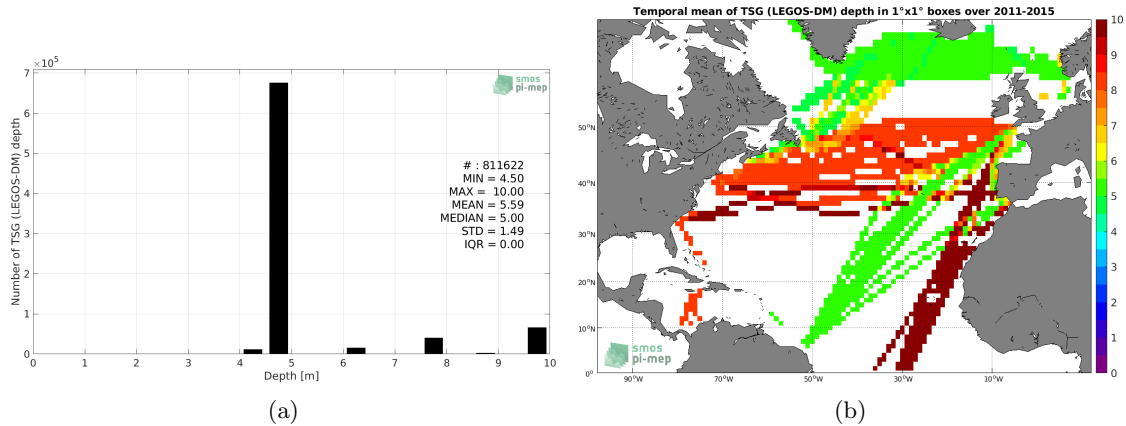 ×10⁵
7
6
5
4
3
2
1
0
Number of TSG (LEGOS-DM) depth
smos
pi-mep
# : 811622
MIN = 4.50
MAX = 10.00
MEAN = 5.59
MEDIAN = 5.00
STD = 1.49
IQR = 0.00
0 1 2 3 4 5 6 7 8 9 10
Depth [m]
(a)
Temporal mean of TSG (LEGOS-DM) depth in 1°x1° boxes over 2011-2015
50°N
40°N
30°N
20°N
10°N
0°
90°W 70°W 50°W 30°W 10°W
smos
pi-mep
10
9
8
7
6
5
4
3
2
1
0
(b)